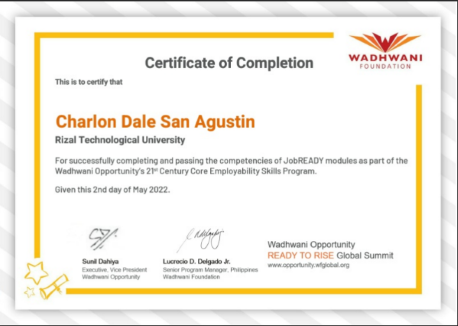 WADHWANI
FOUNDATION
Certificate of Completion
This is to certify that
Charlon Dale San Agustin
Rizal Technological University
For successfully completing and passing the competencies of JobREADY modules as part of the
Wadhwani Opportunity's 21st Century Core Employability Skills Program.
Given this 2nd day of May 2022.
Sunil Dahiya
Executive, Vice President
Wadhwani Opportunity
Lucrecio D. Delgado Jr.
Senior Program Manager, Philippines
Wadhwani Foundation
Wadhwani Opportunity
READY TO RISE Global Summit
www.opportunity.wfglobal.org